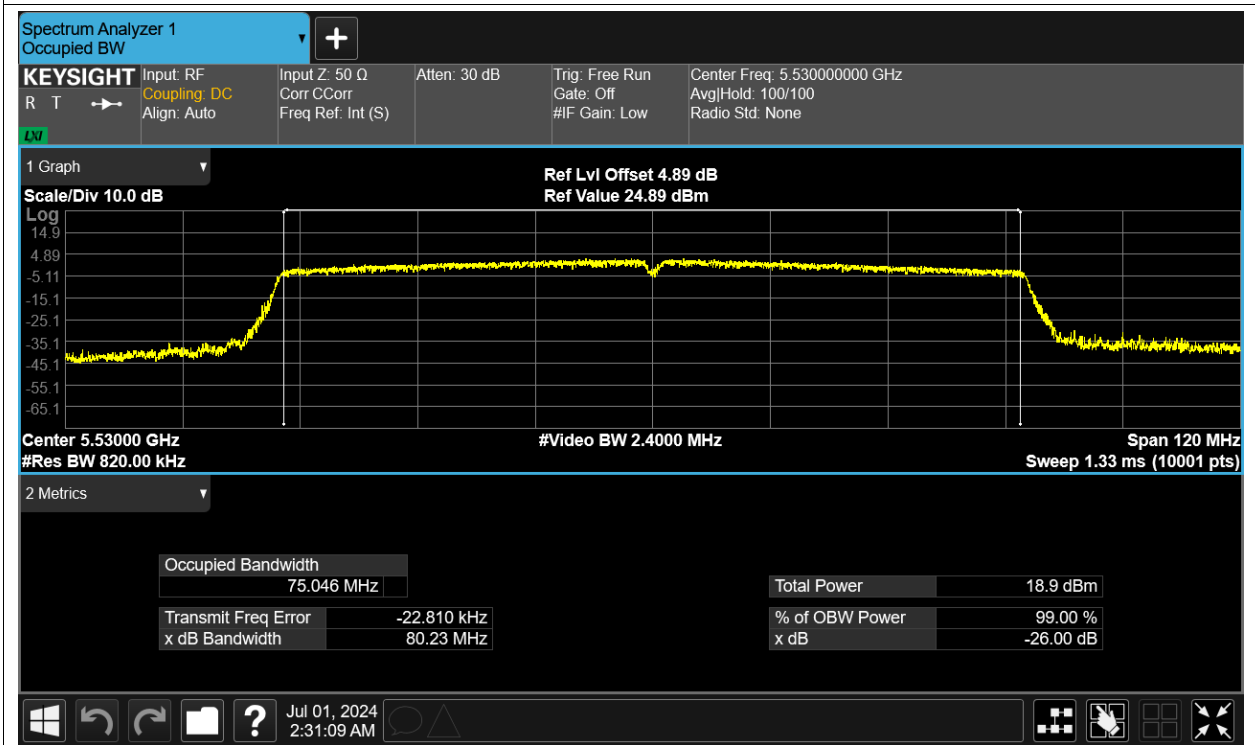 Spectrum Analyzer 1
Occupied BW
KEYSIGHT
R T
LXI
Input: RF
Coupling: DC
Align: Auto
Input Z: 50 Ω
Corr CCorr
Freq Ref: Int (S)
Atten: 30 dB
Trig: Free Run
Gate: Off
#IF Gain: Low
Center Freq: 5.530000000 GHz
Avg|Hold: 100/100
Radio Std: None
1 Graph
Scale/Div 10.0 dB
Ref Lvl Offset 4.89 dB
Ref Value 24.89 dBm
Log
14.9
4.89
-5.11
-15.1
-25.1
-35.1
-45.1
-55.1
-65.1
Center 5.53000 GHz
#Video BW 2.4000 MHz
Span 120 MHz
#Res BW 820.00 kHz
Sweep 1.33 ms (10001 pts)
2 Metrics
Occupied Bandwidth
75.046 MHz
Total Power 18.9 dBm
Transmit Freq Error -22.810 kHz
% of OBW Power 99.00 %
x dB Bandwidth 80.23 MHz
x dB -26.00 dB
?
Jul 01, 2024
2:31:09 AM